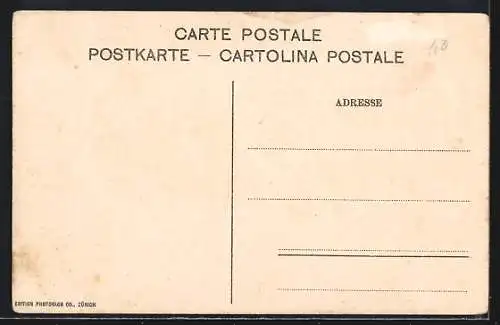 CARTE POSTALE
POSTKARTE — CARTOLINA POSTALE
ADRESSE
EDITION PHOTOGLOB CO., ZÜRICH